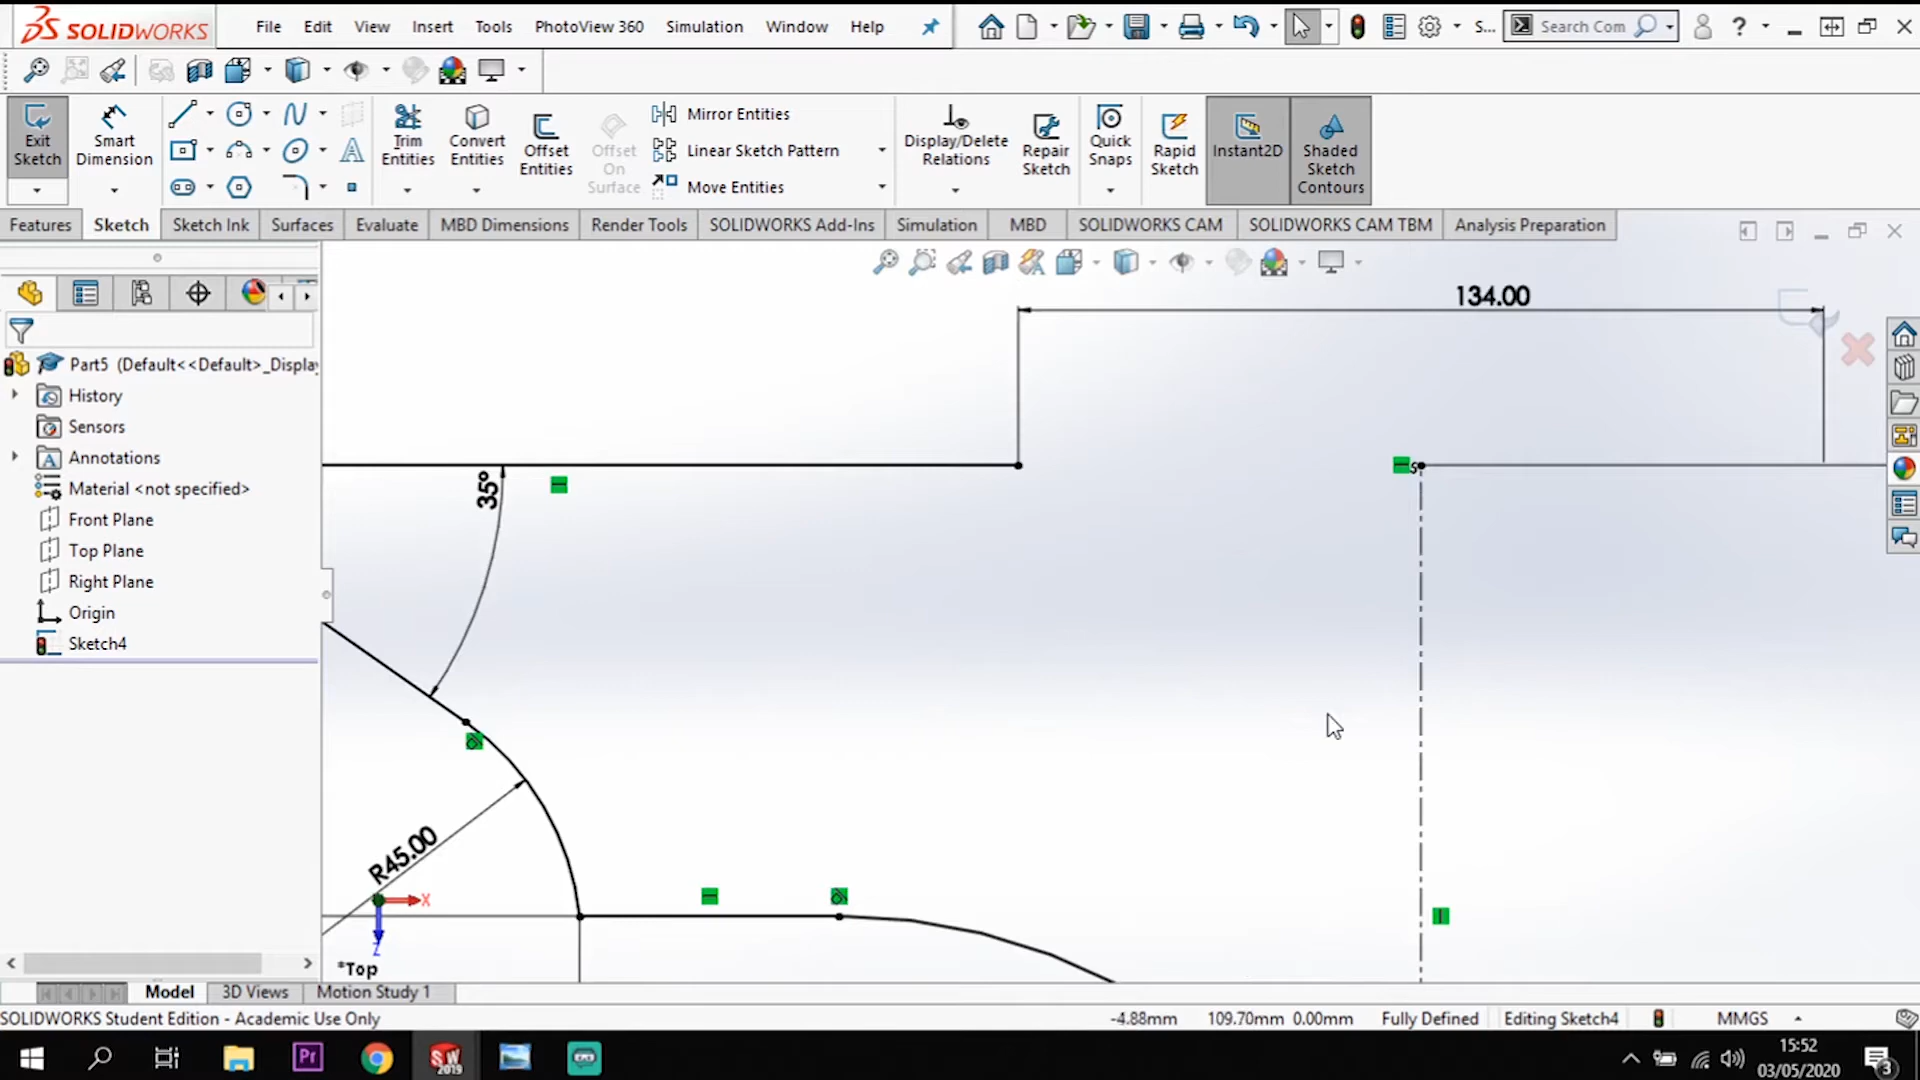 SOLIDWORKS File Edit View Insert Tools PhotoView 360 Simulation Window Help S... Search Com ?
Exit Sketch
Smart Dimension
Trim Entities
Convert Entities
Offset Entities
Offset On Surface
Mirror Entities
Linear Sketch Pattern
Move Entities
Display/Delete Relations
Repair Sketch
Quick Snaps
Rapid Sketch
Instant2D
Shaded Sketch Contours
Features Sketch Sketch Ink Surfaces Evaluate MBD Dimensions Render Tools SOLIDWORKS Add-Ins Simulation MBD SOLIDWORKS CAM SOLIDWORKS CAM TBM Analysis Preparation
134.00
Part5 (Default<<Default>_Displa
History
Sensors
Annotations
Material <not specified>
Front Plane
Top Plane
Right Plane
Origin
Sketch4
35°
R45.00
X
Z
*Top
Model 3D Views Motion Study 1
SOLIDWORKS Student Edition - Academic Use Only -4.88mm 109.70mm 0.00mm Fully Defined Editing Sketch4 MMGS
Pr
SW 2019
15:52
03/05/2020
3